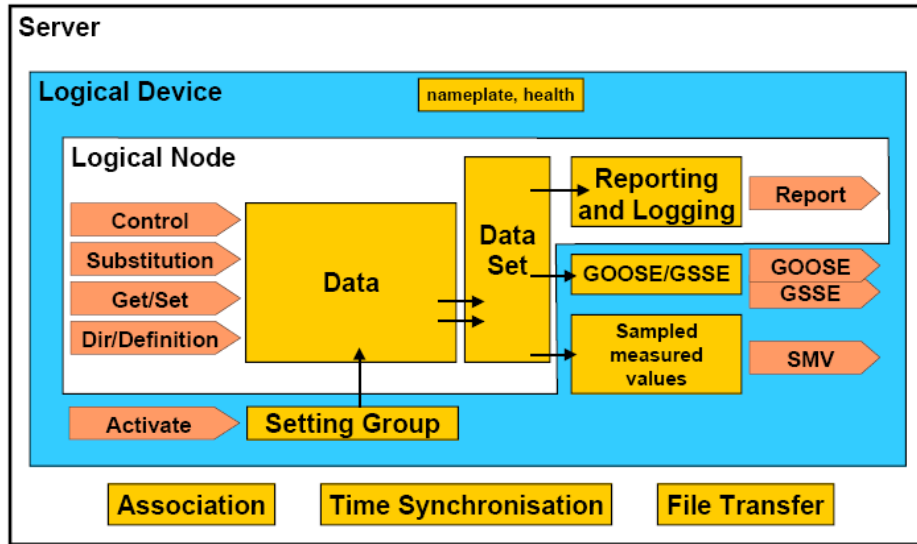 Server
Logical Device
nameplate, health
Logical Node
Control
Substitution
Get/Set
Dir/Definition
Data
Data
Set
Reporting
and Logging
Report
GOOSE/GSSE
GOOSE
GSSE
Sampled
measured
values
SMV
Activate
Setting Group
Association
Time Synchronisation
File Transfer